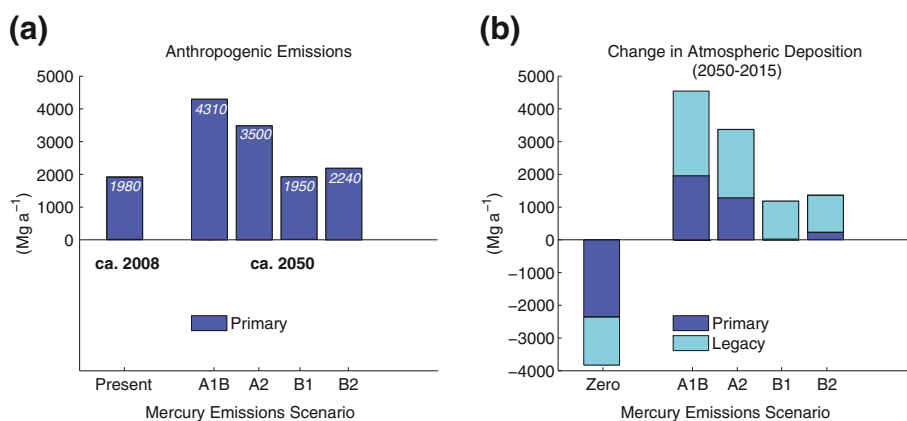 (a)
Anthropogenic Emissions
5000
4000
3000
2000
1000
0
(Mg a⁻¹)
1980
4310
3500
1950
2240
ca. 2008
ca. 2050
Primary
Present
A1B
A2
B1
B2
Mercury Emissions Scenario
(b)
Change in Atmospheric Deposition
(2050-2015)
5000
4000
3000
2000
1000
0
−1000
−2000
−3000
−4000
(Mg a⁻¹)
Primary
Legacy
Zero
A1B
A2
B1
B2
Mercury Emissions Scenario